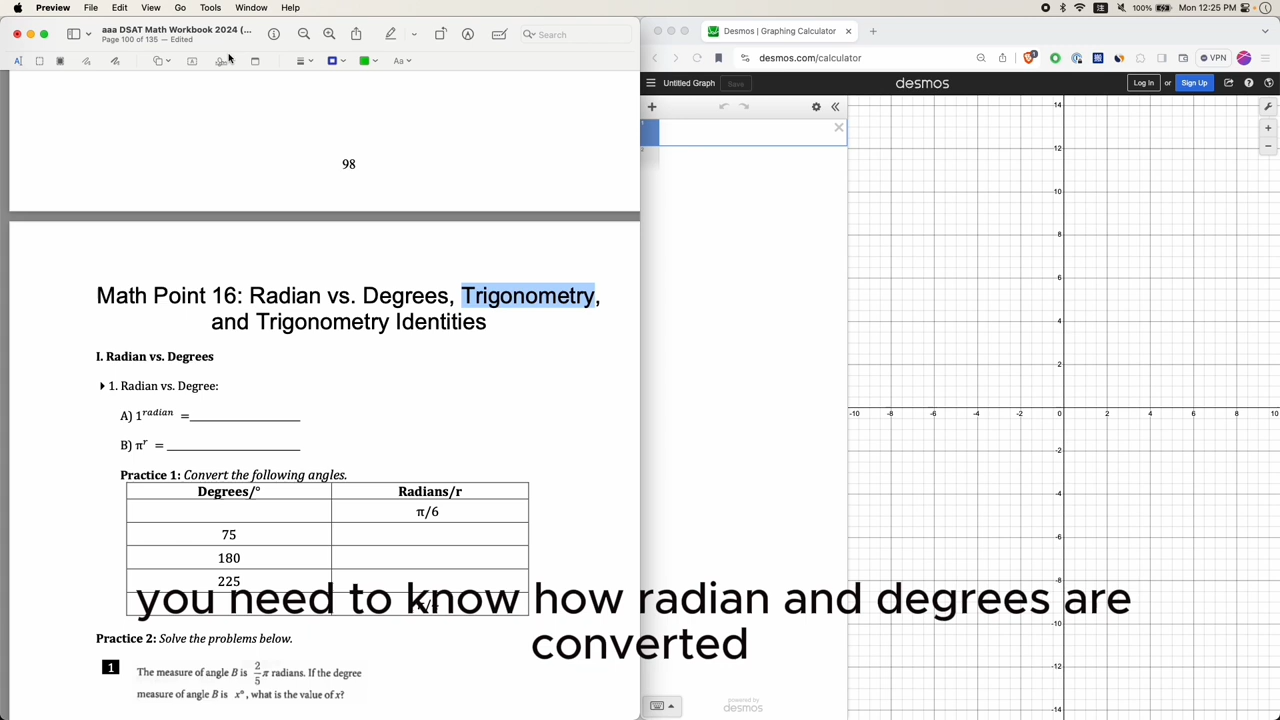 Preview File Edit View Go Tools Window Help
100% Mon 12:25 PM
aaa DSAT Math Workbook 2024 (...
Page 100 of 135 — Edited
Search
Aa
98
Math Point 16: Radian vs. Degrees, Trigonometry,
and Trigonometry Identities
I. Radian vs. Degrees
1. Radian vs. Degree:
A) 1^radian =
B) π^r =
Practice 1: Convert the following angles.
Degrees/° Radians/r
π/6
75
180
225
Practice 2: Solve the problems below.
1
The measure of angle B is 2/5 π radians. If the degree
measure of angle B is x°, what is the value of x?
Desmos | Graphing Calculator
desmos.com/calculator
VPN
Untitled Graph Save desmos Log In or Sign Up
powered by
desmos
14
12
10
8
6
4
2
-10 -8 -6 -4 -2 0 2 4 6 8 10
-2
-4
-6
-8
-10
-12
-14
you need to know how radian and degrees are
converted